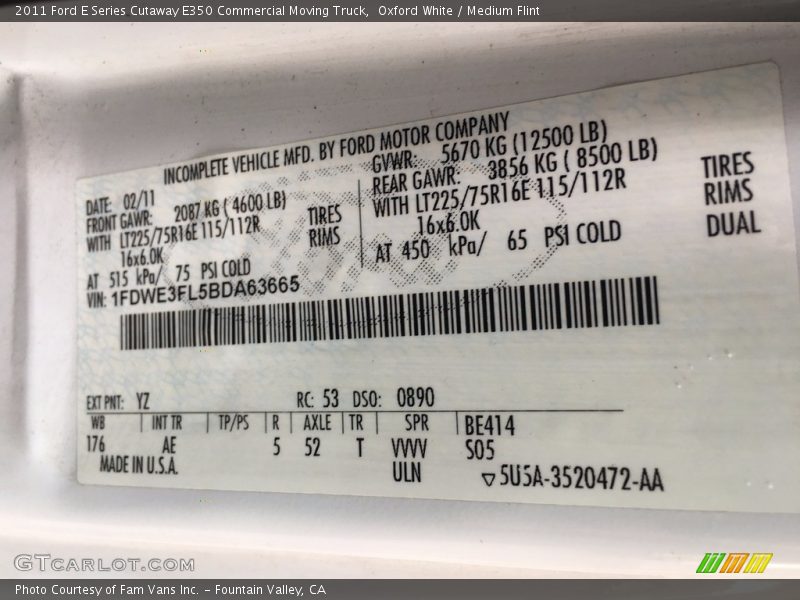 2011 Ford E Series Cutaway E350 Commercial Moving Truck, Oxford White / Medium Flint
INCOMPLETE VEHICLE MFD. BY FORD MOTOR COMPANY
DATE: 02/11 GVWR: 5670 KG (12500 LB)
FRONT GAWR: 2087 KG ( 4600 LB) REAR GAWR: 3856 KG ( 8500 LB)
WITH LT225/75R16E 115/112R TIRES WITH LT225/75R16E 115/112R TIRES
16x6.0K RIMS 16x6.0K RIMS
AT 515 kPa/ 75 PSI COLD AT 450 kPa/ 65 PSI COLD DUAL
VIN: 1FDWE3FL5BDA63665
EXT PNT: YZ RC: 53 DSO: 0890
WB INT TR TP/PS R AXLE TR SPR BE414
176 AE 5 52 T VVVV S05
MADE IN U.S.A. ULN ▽5U5A-3520472-AA
GTCARLOT.COM
Photo Courtesy of Fam Vans Inc. – Fountain Valley, CA